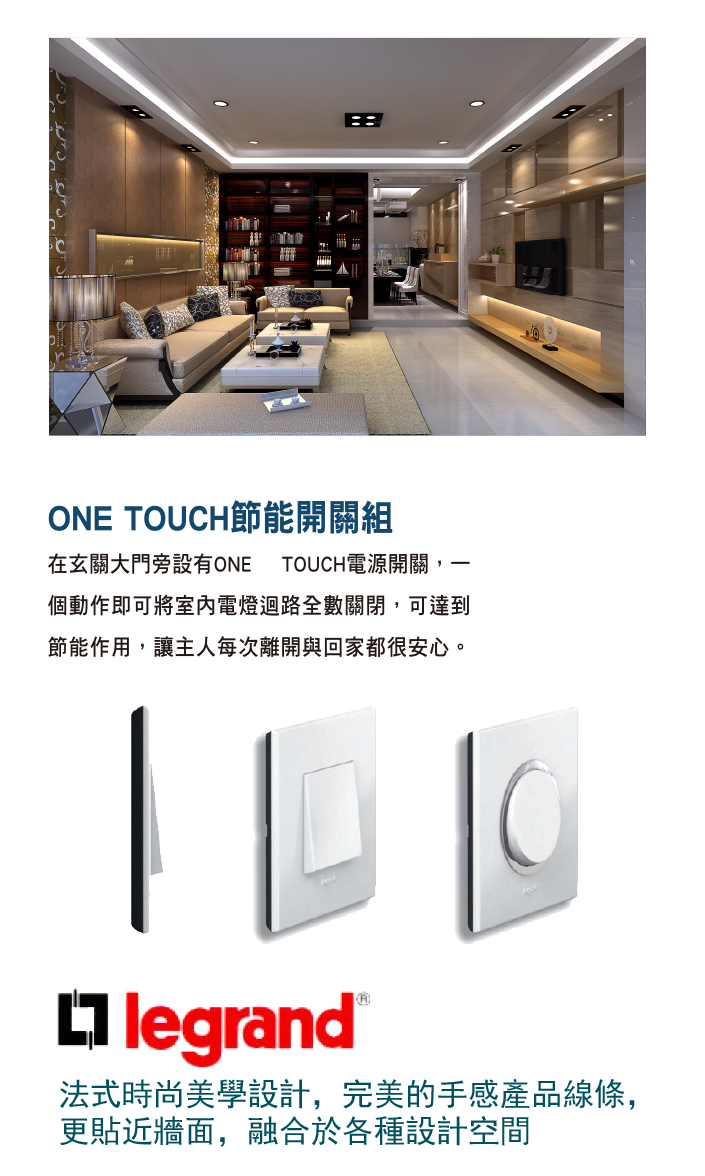 ONE TOUCH節能開關組
在玄關大門旁設有ONE TOUCH電源開關，一
個動作即可將室內電燈迴路全數關閉，可達到
節能作用，讓主人每次離開與回家都很安心。
legrand®
法式時尚美學設計，完美的手感產品線條，
更貼近牆面，融合於各種設計空間